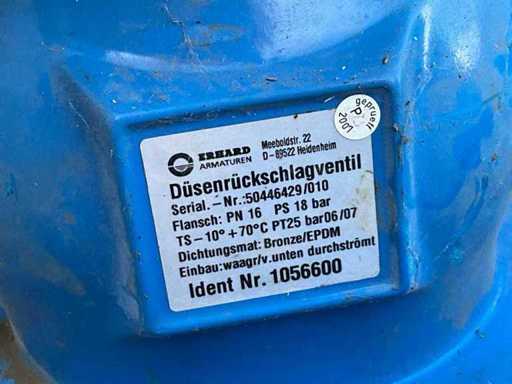 ERHARD
ARMATUREN
Meeboldstr. 22
D-89522 Heidenheim
Düsenrückschlagventil
Serial.-Nr.:50446429/010
Flansch: PN 16 PS 18 bar
TS-10°+70°C PT25 bar06/07
Dichtungsmat: Bronze/EPDM
Einbau:waagr/v.unten durchströmt
Ident Nr. 1056600
geprüft
P
2007